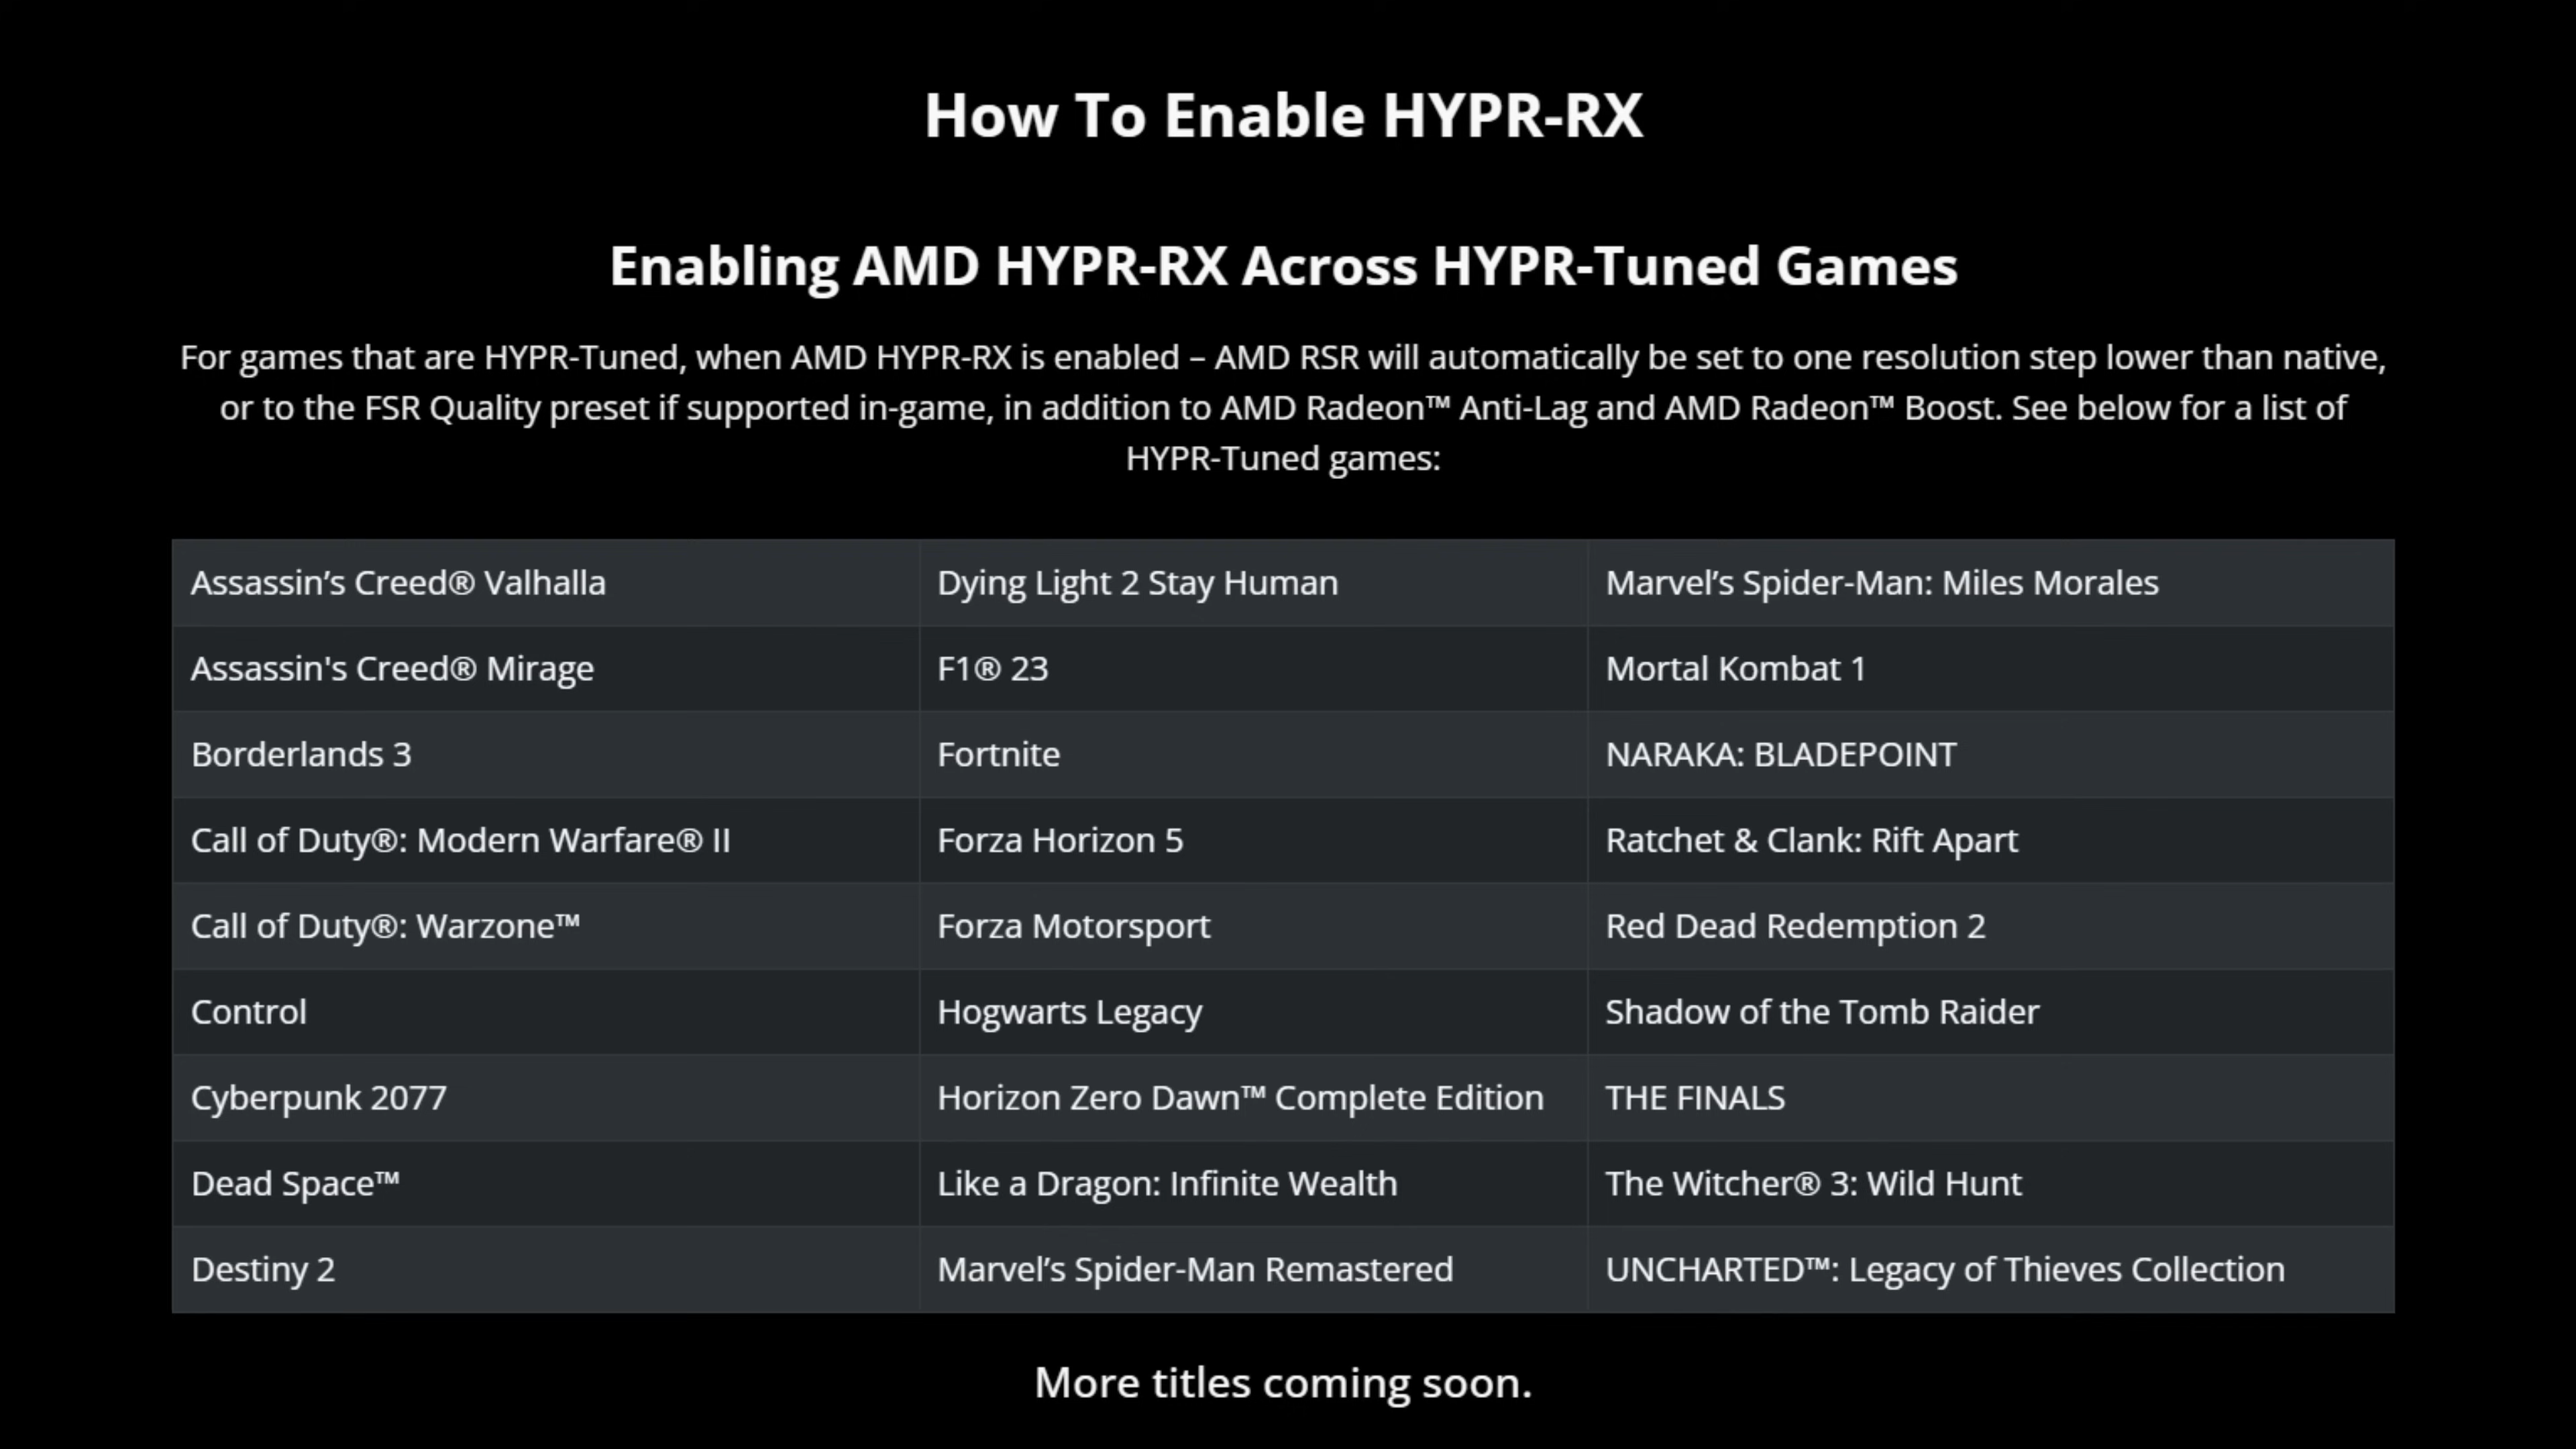 How To Enable HYPR-RX
Enabling AMD HYPR-RX Across HYPR-Tuned Games
For games that are HYPR-Tuned, when AMD HYPR-RX is enabled – AMD RSR will automatically be set to one resolution step lower than native,
or to the FSR Quality preset if supported in-game, in addition to AMD Radeon™ Anti-Lag and AMD Radeon™ Boost. See below for a list of
HYPR-Tuned games:
Assassin’s Creed® Valhalla Dying Light 2 Stay Human Marvel’s Spider-Man: Miles Morales
Assassin's Creed® Mirage F1® 23 Mortal Kombat 1
Borderlands 3 Fortnite NARAKA: BLADEPOINT
Call of Duty®: Modern Warfare® II Forza Horizon 5 Ratchet & Clank: Rift Apart
Call of Duty®: Warzone™ Forza Motorsport Red Dead Redemption 2
Control Hogwarts Legacy Shadow of the Tomb Raider
Cyberpunk 2077 Horizon Zero Dawn™ Complete Edition THE FINALS
Dead Space™ Like a Dragon: Infinite Wealth The Witcher® 3: Wild Hunt
Destiny 2 Marvel’s Spider-Man Remastered UNCHARTED™: Legacy of Thieves Collection
More titles coming soon.